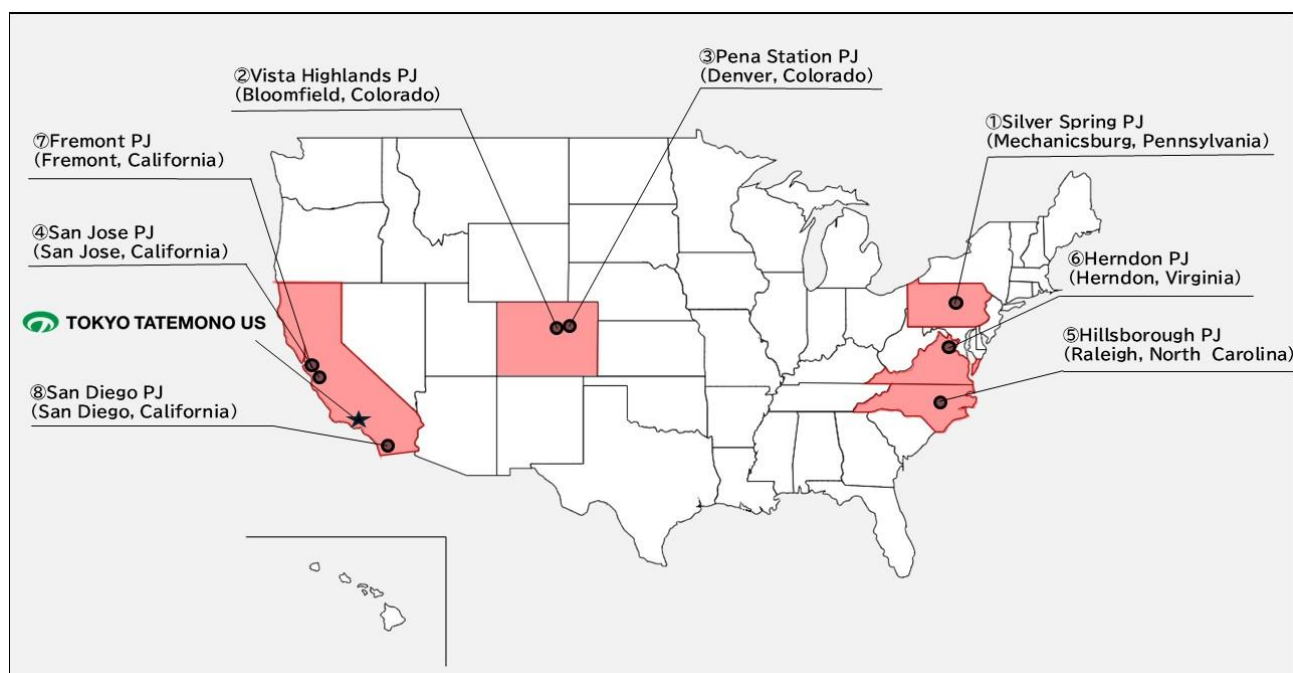 ③Pena Station PJ
(Denver, Colorado)
②Vista Highlands PJ
(Bloomfield, Colorado)
①Silver Spring PJ
(Mechanicsburg, Pennsylvania)
⑦Fremont PJ
(Fremont, California)
④San Jose PJ
(San Jose, California)
⑥Herndon PJ
(Herndon, Virginia)
TOKYO TATEMONO US
⑤Hillsborough PJ
(Raleigh, North Carolina)
⑧San Diego PJ
(San Diego, California)